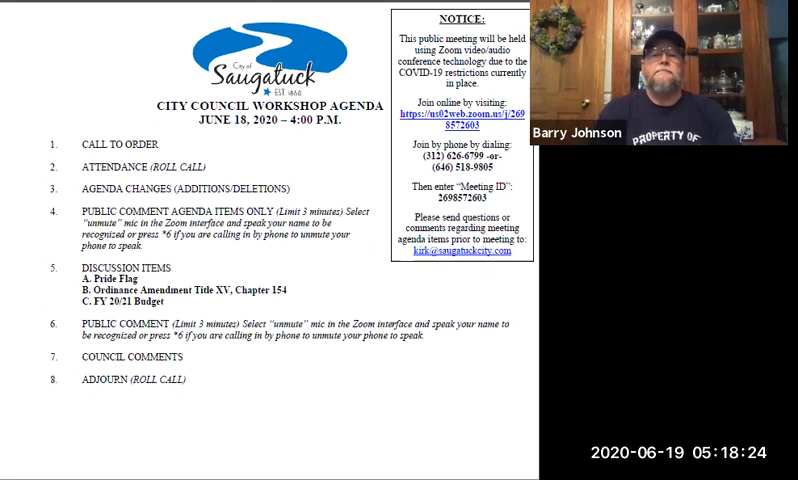 City of
Saugatuck
EST. 1868
CITY COUNCIL WORKSHOP AGENDA
JUNE 18, 2020 – 4:00 P.M.
1. CALL TO ORDER
2. ATTENDANCE (ROLL CALL)
3. AGENDA CHANGES (ADDITIONS/DELETIONS)
4. PUBLIC COMMENT AGENDA ITEMS ONLY (Limit 3 minutes) Select
“unmute” mic in the Zoom interface and speak your name to be
recognized or press *6 if you are calling in by phone to unmute your
phone to speak.
5. DISCUSSION ITEMS
A. Pride Flag
B. Ordinance Amendment Title XV, Chapter 154
C. FY 20/21 Budget
6. PUBLIC COMMENT (Limit 3 minutes) Select “unmute” mic in the Zoom interface and speak your name to
be recognized or press *6 if you are calling in by phone to unmute your phone to speak.
7. COUNCIL COMMENTS
8. ADJOURN (ROLL CALL)
NOTICE:
This public meeting will be held
using Zoom video/audio
conference technology due to the
COVID-19 restrictions currently
in place.
Join online by visiting:
https://us02web.zoom.us/j/269
8572603
Join by phone by dialing:
(312) 626-6799 -or-
(646) 518-9805
Then enter “Meeting ID”:
2698572603
Please send questions or
comments regarding meeting
agenda items prior to meeting to:
kirk@saugatuckcity.com
Barry Johnson
PROPERTY OF
2020-06-19 05:18:24